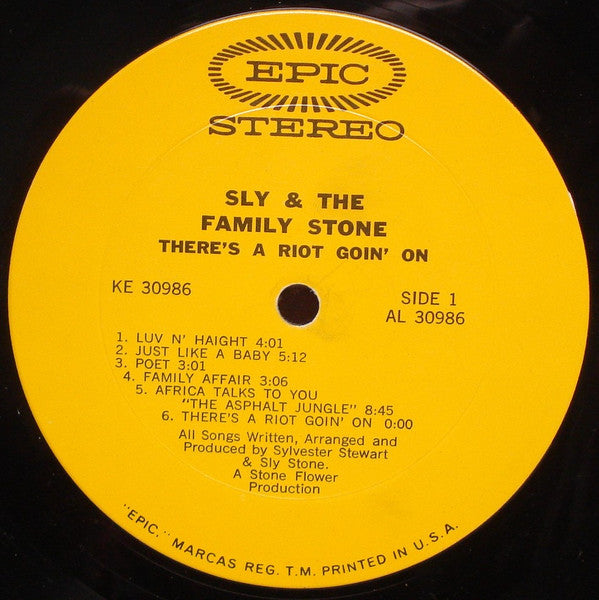 EPIC
STEREO
SLY & THE
FAMILY STONE
THERE'S A RIOT GOIN' ON
KE 30986
SIDE 1
AL 30986
1. LUV N' HAIGHT 4:01
2. JUST LIKE A BABY 5:12
3. POET 3:01
4. FAMILY AFFAIR 3:06
5. AFRICA TALKS TO YOU
"THE ASPHALT JUNGLE" 8:45
6. THERE'S A RIOT GOIN' ON 0:00
All Songs Written, Arranged and
Produced by Sylvester Stewart
& Sly Stone.
A Stone Flower
Production
"EPIC," MARCAS REG. T.M. PRINTED IN U.S.A.